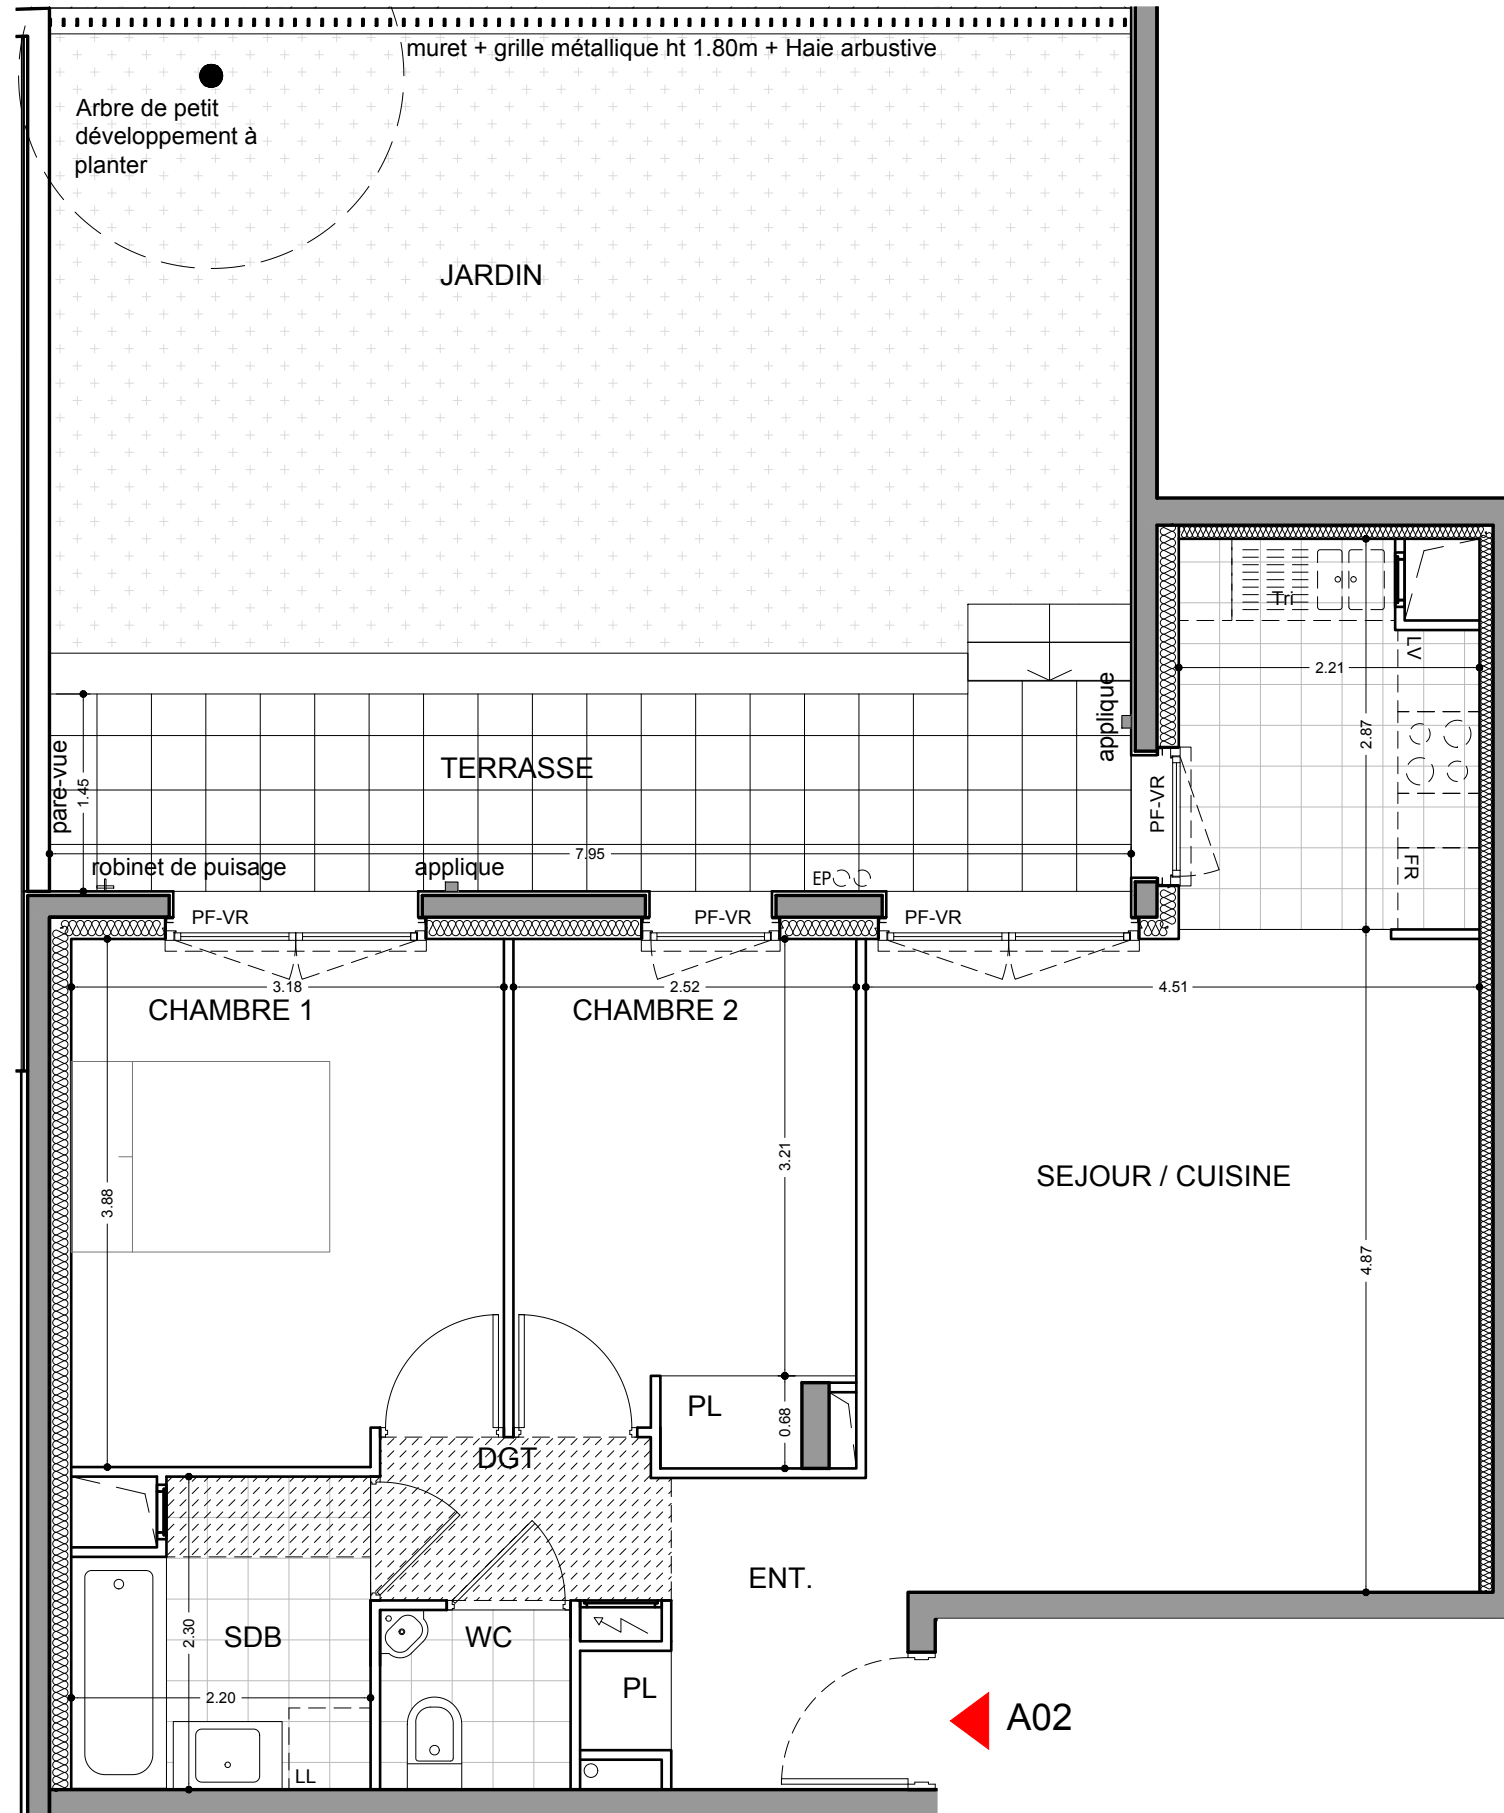 muret + grille métallique ht 1.80m + Haie arbustive
Arbre de petit
développement à
planter
JARDIN
Tri
LV
2.21
2.87
applique
TERRASSE
pare-vue
1.45
PF-VR
7.95
robinet de puisage
applique
EP
FR
PF-VR
PF-VR
PF-VR
3.18
2.52
4.51
CHAMBRE 1
CHAMBRE 2
3.21
SEJOUR / CUISINE
3.88
4.87
PL
0.68
DGT
ENT.
2.30
SDB
WC
PL
2.20
A02
LL